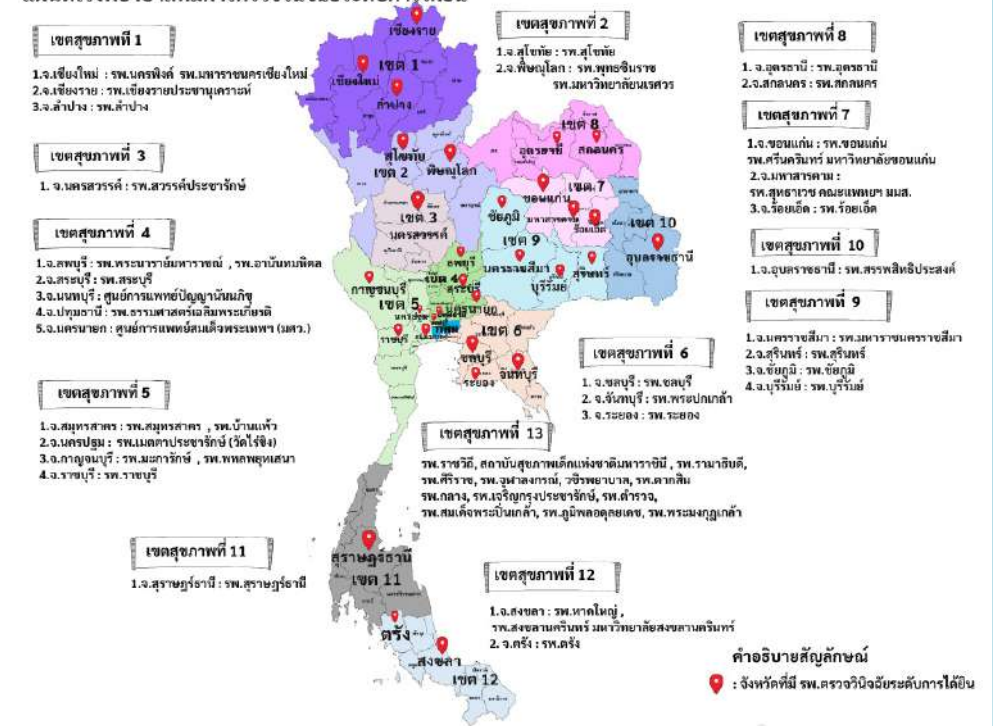 เขตสุขภาพที่ 1
1.จ.เชียงใหม่ : รพ.นครพิงค์ รพ.มหาราชนครเชียงใหม่
2.จ.เชียงราย : รพ.เชียงรายประชานุเคราะห์
3.จ.ลำปาง : รพ.ลำปาง
เขตสุขภาพที่ 2
1.จ.สุโขทัย : รพ.สุโขทัย
2.จ.พิษณุโลก : รพ.พุทธชินราช
รพ.มหาวิทยาลัยนเรศวร
เขตสุขภาพที่ 8
1. จ.อุดรธานี : รพ.อุดรธานี
2.จ.สกลนคร : รพ.สกลนคร
เขตสุขภาพที่ 7
1.จ.ขอนแก่น : รพ.ขอนแก่น
รพ.ศรีนครินทร์ มหาวิทยาลัยขอนแก่น
2.จ.มหาสารคาม :
รพ.สุทธาเวช คณะแพทยฯ มมส.
3.จ.ร้อยเอ็ด : รพ.ร้อยเอ็ด
เขตสุขภาพที่ 3
1. จ.นครสวรรค์ : รพ.สวรรค์ประชารักษ์
เขตสุขภาพที่ 4
1.จ.ลพบุรี : รพ.พระนารายณ์มหาราชณ์ , รพ.อานันทมหิดล
2.จ.สระบุรี : รพ.สระบุรี
3.จ.นนทบุรี : ศูนย์การแพทย์ปัญญานันทภิขุ
4.จ.ปทุมธานี : รพ.ธรรมศาสตร์เฉลิมพระเกียรติ
5.จ.นครนายก : ศูนย์การแพทย์สมเด็จพระเทพฯ (มศว.)
เขตสุขภาพที่ 10
1.จ.อุบลราชธานี : รพ.สรรพสิทธิประสงค์
เขตสุขภาพที่ 9
1.จ.นครราชสีมา : รพ.มหาราชนครราชสีมา
2.จ.สุรินทร์ : รพ.สุรินทร์
3.จ.ชัยภูมิ : รพ.ชัยภูมิ
4.จ.บุรีรัมย์ : รพ.บุรีรัมย์
เขตสุขภาพที่ 6
1. จ.ชลบุรี : รพ.ชลบุรี
2. จ.จันทบุรี : รพ.พระปกเกล้า
3. จ.ระยอง : รพ.ระยอง
เขตสุขภาพที่ 5
1.จ.สมุทรสาคร : รพ.สมุทรสาคร , รพ.บ้านแพ้ว
2.จ.นครปฐม : รพ.เมตตาประชารักษ์ (วัดไร่ขิง)
3.จ.กาญจนบุรี : รพ.มะการักษ์ , รพ.พหลพยุหเสนา
4.จ.ราชบุรี : รพ.ราชบุรี
เขตสุขภาพที่ 13
รพ.ราชวิถี, สถาบันสุขภาพเด็กแห่งชาติมหาราชินี , รพ.รามาธิบดี,
รพ.ศิริราช, รพ.จุฬาลงกรณ์, วชิรพยาบาล, รพ.ตากสิน
รพ.กลาง, รพ.เจริญกรุงประชารักษ์, รพ.ตำรวจ,
รพ.สมเด็จพระปิ่นเกล้า, รพ.ภูมิพลอดุลยเดช, รพ.พระมงกุฎเกล้า
เขตสุขภาพที่ 11
1.จ.สุราษฎร์ธานี : รพ.สุราษฎร์ธานี
เขตสุขภาพที่ 12
1.จ.สงขลา : รพ.หาดใหญ่ ,
รพ.สงขลานครินทร์ มหาวิทยาลัยสงขลานครินทร์
2. จ.ตรัง : รพ.ตรัง
คำอธิบายสัญลักษณ์
: จังหวัดที่มี รพ.ตรวจวินิจฉัยระดับการได้ยิน
เชียงราย
เขต 1
เชียงใหม่
ลำปาง
สุโขทัย
เขต 2
พิษณุโลก
เขต 8
อุดรธานี
สกลนคร
เขต 7
ขอนแก่น
มหาสารคาม
ร้อยเอ็ด
เขต 3
นครสวรรค์
ชัยภูมิ
เขต 9
นครราชสีมา
บุรีรัมย์
สุรินทร์
เขต 10
อุบลราชธานี
ลพบุรี
เขต 4
สระบุรี
นครนายก
กาญจนบุรี
เขต 5
ราชบุรี
เขต 6
ชลบุรี
ระยอง
จันทบุรี
สุราษฎร์ธานี
เขต 11
ตรัง
สงขลา
เขต 12